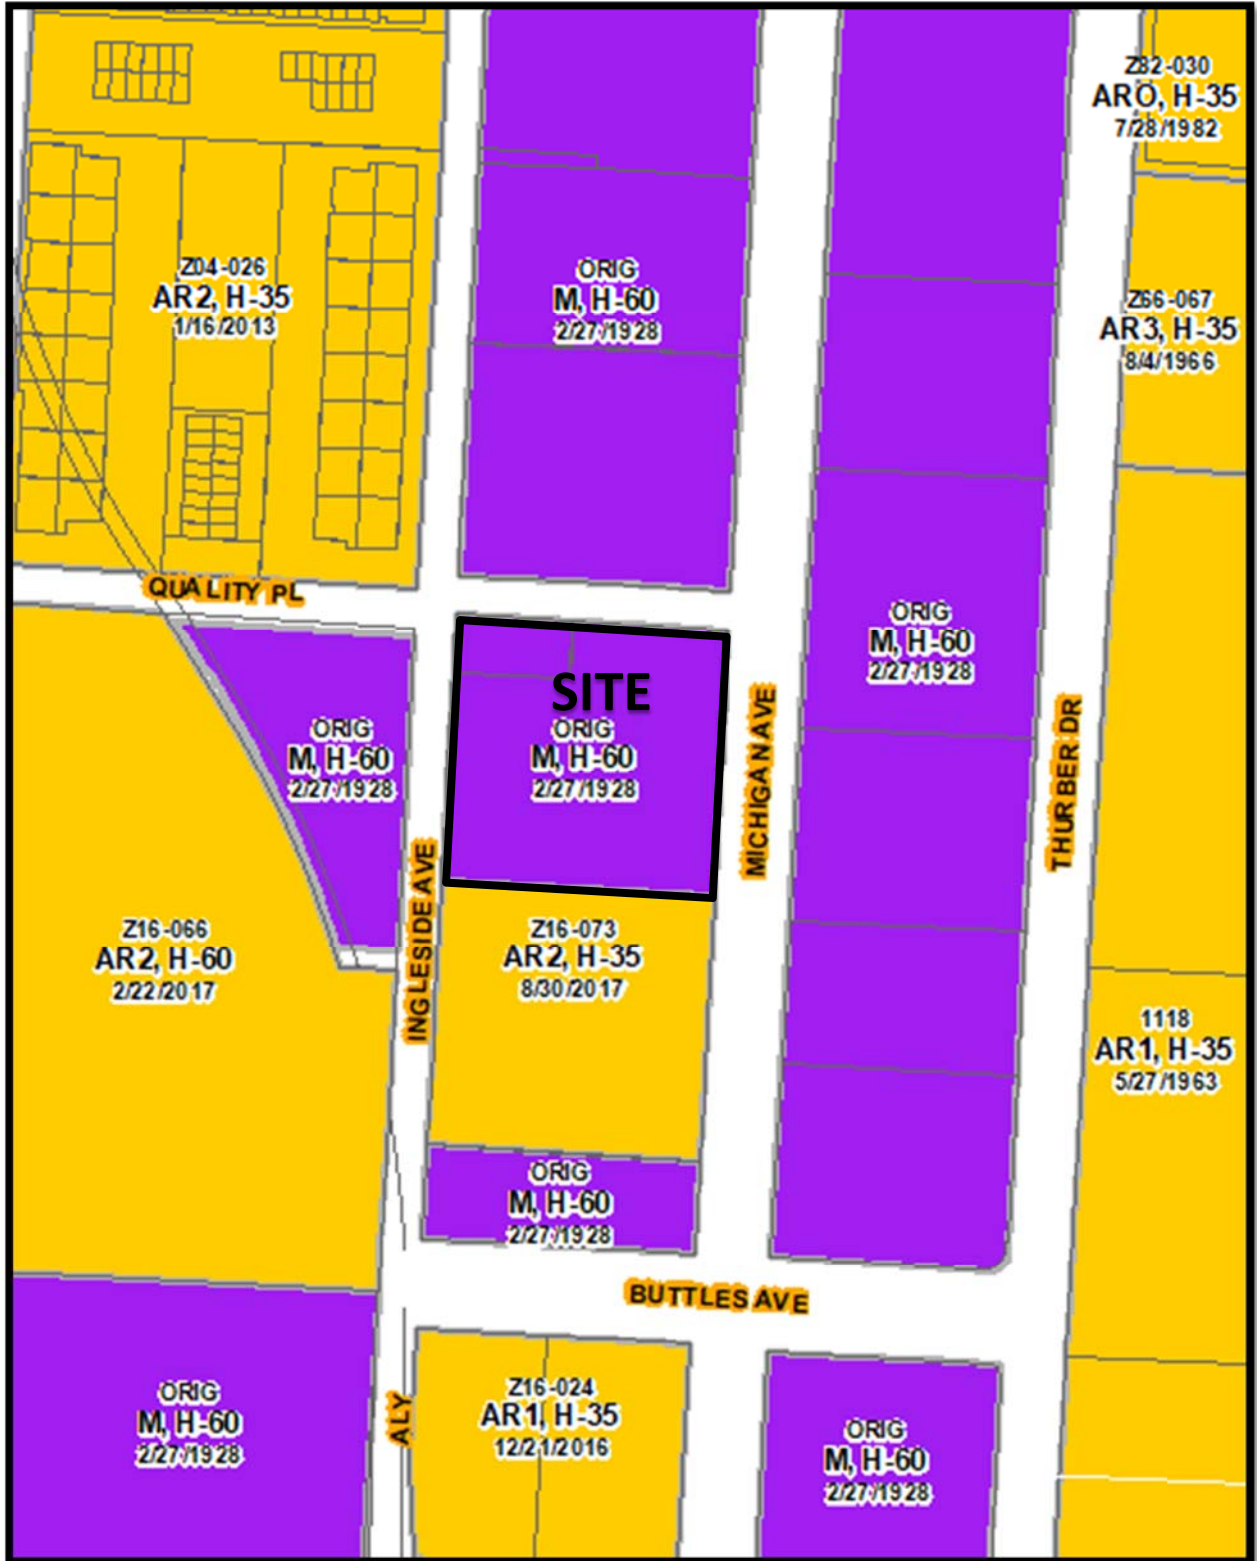 Z82-030
ARO, H-35
7/28/1982
Z04-026
AR2, H-35
1/16/2013
ORIG
M, H-60
2/27/1928
Z66-067
AR3, H-35
8/4/1966
QUALITY PL
ORIG
M, H-60
2/27/1928
SITE
ORIG
M, H-60
2/27/1928
ORIG
M, H-60
2/27/1928
MICHIGAN AVE
THURBER DR
INGLESIDE AVE
Z16-066
AR2, H-60
2/22/2017
Z16-073
AR2, H-35
8/30/2017
1118
AR1, H-35
5/27/1963
ORIG
M, H-60
2/27/1928
BUTTLES AVE
ORIG
M, H-60
2/27/1928
ALY
Z16-024
AR1, H-35
12/21/2016
ORIG
M, H-60
2/27/1928